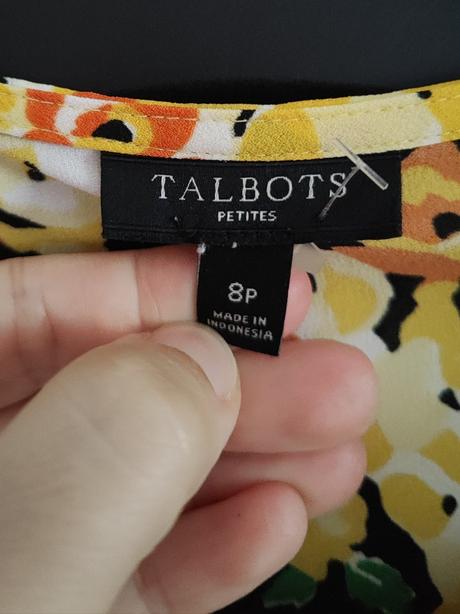 TALBOTS
PETITES
8P
MADE IN
INDONESIA